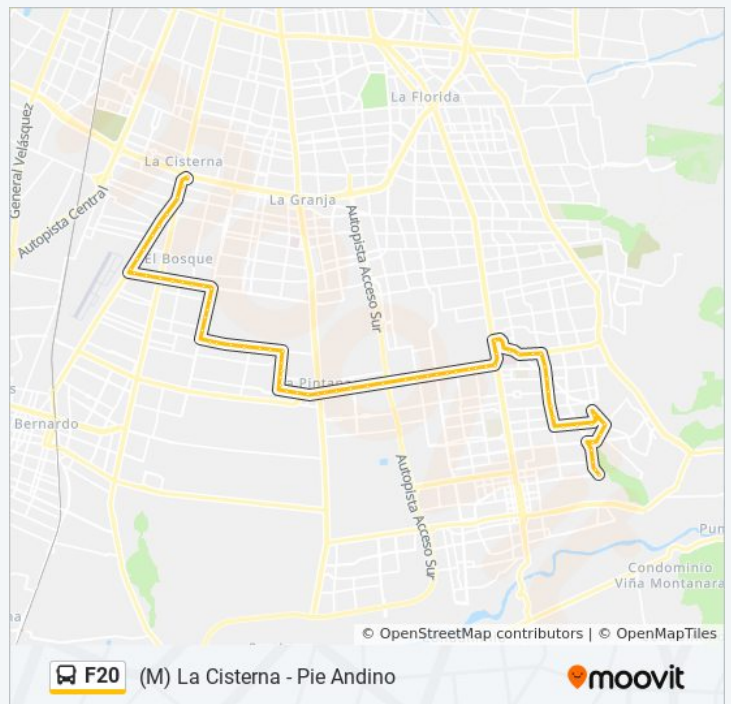 La Florida
La Cisterna
General Velásquez
La Granja
Autopista Central
Autopista Acceso Sur
El Bosque
La Pintana
Bernardo
Autopista Acceso Sur
Condominio
Viña Montanara
© OpenStreetMap contributors | © OpenMapTiles
F20 (M) La Cisterna - Pie Andino moovit